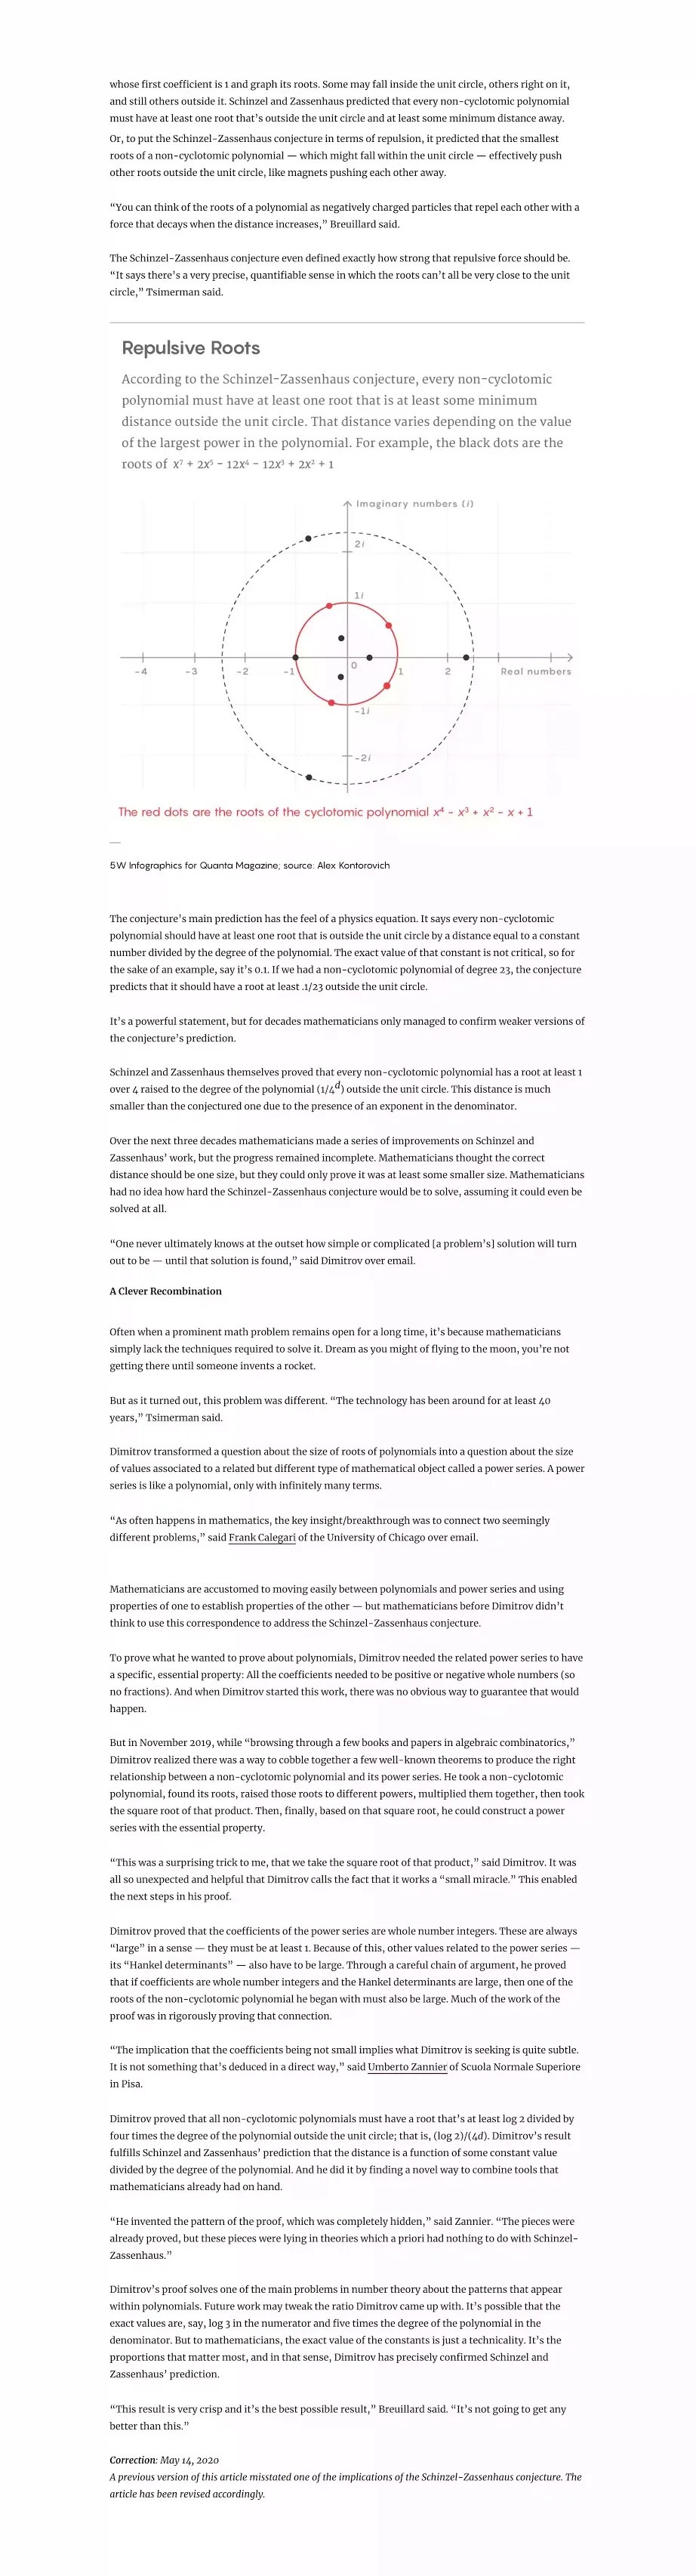 whose first coefficient is 1 and graph its roots. Some may fall inside the unit circle, others right on it,
and still others outside it. Schinzel and Zassenhaus predicted that every non-cyclotomic polynomial
must have at least one root that's outside the unit circle and at least some minimum distance away.
Or, to put the Schinzel-Zassenhaus conjecture in terms of repulsion, it predicted that the smallest
roots of a non-cyclotomic polynomial — which might fall within the unit circle — effectively push
other roots outside the unit circle, like magnets pushing each other away.
“You can think of the roots of a polynomial as negatively charged particles that repel each other with a
force that decays when the distance increases,” Breuillard said.
The Schinzel-Zassenhaus conjecture even defined exactly how strong that repulsive force should be.
“It says there's a very precise, quantifiable sense in which the roots can't all be very close to the unit
circle,” Tsimerman said.
Repulsive Roots
According to the Schinzel-Zassenhaus conjecture, every non-cyclotomic
polynomial must have at least one root that is at least some minimum
distance outside the unit circle. That distance varies depending on the value
of the largest power in the polynomial. For example, the black dots are the
roots of x⁷ + 2x⁵ - 12x⁴ - 12x³ + 2x² + 1
Imaginary numbers (i)
2i
1i
0
-4 -3 -2 -1 1 2 Real numbers
-1i
-2i
The red dots are the roots of the cyclotomic polynomial x⁴ - x³ + x² - x + 1
5W Infographics for Quanta Magazine; source: Alex Kontorovich
The conjecture's main prediction has the feel of a physics equation. It says every non-cyclotomic
polynomial should have at least one root that is outside the unit circle by a distance equal to a constant
number divided by the degree of the polynomial. The exact value of that constant is not critical, so for
the sake of an example, say it's 0.1. If we had a non-cyclotomic polynomial of degree 23, the conjecture
predicts that it should have a root at least .1/23 outside the unit circle.
It's a powerful statement, but for decades mathematicians only managed to confirm weaker versions of
the conjecture's prediction.
Schinzel and Zassenhaus themselves proved that every non-cyclotomic polynomial has a root at least 1
over 4 raised to the degree of the polynomial (1/4ᵈ) outside the unit circle. This distance is much
smaller than the conjectured one due to the presence of an exponent in the denominator.
Over the next three decades mathematicians made a series of improvements on Schinzel and
Zassenhaus' work, but the progress remained incomplete. Mathematicians thought the correct
distance should be one size, but they could only prove it was at least some smaller size. Mathematicians
had no idea how hard the Schinzel-Zassenhaus conjecture would be to solve, assuming it could even be
solved at all.
“One never ultimately knows at the outset how simple or complicated [a problem's] solution will turn
out to be — until that solution is found,” said Dimitrov over email.
A Clever Recombination
Often when a prominent math problem remains open for a long time, it's because mathematicians
simply lack the techniques required to solve it. Dream as you might of flying to the moon, you're not
getting there until someone invents a rocket.
But as it turned out, this problem was different. “The technology has been around for at least 40
years,” Tsimerman said.
Dimitrov transformed a question about the size of roots of polynomials into a question about the size
of values associated to a related but different type of mathematical object called a power series. A power
series is like a polynomial, only with infinitely many terms.
“As often happens in mathematics, the key insight/breakthrough was to connect two seemingly
different problems,” said Frank Calegari of the University of Chicago over email.
Mathematicians are accustomed to moving easily between polynomials and power series and using
properties of one to establish properties of the other — but mathematicians before Dimitrov didn't
think to use this correspondence to address the Schinzel-Zassenhaus conjecture.
To prove what he wanted to prove about polynomials, Dimitrov needed the related power series to have
a specific, essential property: All the coefficients needed to be positive or negative whole numbers (so
no fractions). And when Dimitrov started this work, there was no obvious way to guarantee that would
happen.
But in November 2019, while “browsing through a few books and papers in algebraic combinatorics,”
Dimitrov realized there was a way to cobble together a few well-known theorems to produce the right
relationship between a non-cyclotomic polynomial and its power series. He took a non-cyclotomic
polynomial, found its roots, raised those roots to different powers, multiplied them together, then took
the square root of that product. Then, finally, based on that square root, he could construct a power
series with the essential property.
“This was a surprising trick to me, that we take the square root of that product,” said Dimitrov. It was
all so unexpected and helpful that Dimitrov calls the fact that it works a “small miracle.” This enabled
the next steps in his proof.
Dimitrov proved that the coefficients of the power series are whole number integers. These are always
“large” in a sense — they must be at least 1. Because of this, other values related to the power series —
its “Hankel determinants” — also have to be large. Through a careful chain of argument, he proved
that if coefficients are whole number integers and the Hankel determinants are large, then one of the
roots of the non-cyclotomic polynomial he began with must also be large. Much of the work of the
proof was in rigorously proving that connection.
“The implication that the coefficients being not small implies what Dimitrov is seeking is quite subtle.
It is not something that's deduced in a direct way,” said Umberto Zannier of Scuola Normale Superiore
in Pisa.
Dimitrov proved that all non-cyclotomic polynomials must have a root that's at least log 2 divided by
four times the degree of the polynomial outside the unit circle; that is, (log 2)/(4d). Dimitrov's result
fulfills Schinzel and Zassenhaus' prediction that the distance is a function of some constant value
divided by the degree of the polynomial. And he did it by finding a novel way to combine tools that
mathematicians already had on hand.
“He invented the pattern of the proof, which was completely hidden,” said Zannier. “The pieces were
already proved, but these pieces were lying in theories which a priori had nothing to do with Schinzel-
Zassenhaus.”
Dimitrov's proof solves one of the main problems in number theory about the patterns that appear
within polynomials. Future work may tweak the ratio Dimitrov came up with. It's possible that the
exact values are, say, log 3 in the numerator and five times the degree of the polynomial in the
denominator. But to mathematicians, the exact value of the constants is just a technicality. It's the
proportions that matter most, and in that sense, Dimitrov has precisely confirmed Schinzel and
Zassenhaus' prediction.
“This result is very crisp and it's the best possible result,” Breuillard said. “It's not going to get any
better than this.”
Correction: May 14, 2020
A previous version of this article misstated one of the implications of the Schinzel-Zassenhaus conjecture. The
article has been revised accordingly.